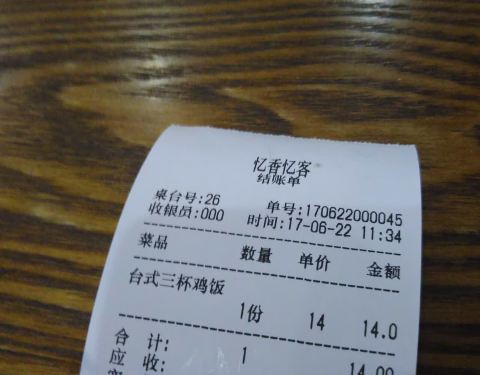 忆香忆客
结账单
桌台号:26 单号:170622000045
收银员:000 时间:17-06-22 11:34
菜品 数量 单价 金额
台式三杯鸡饭
1份 14 14.0
合 计: 1 14.00
应 收: